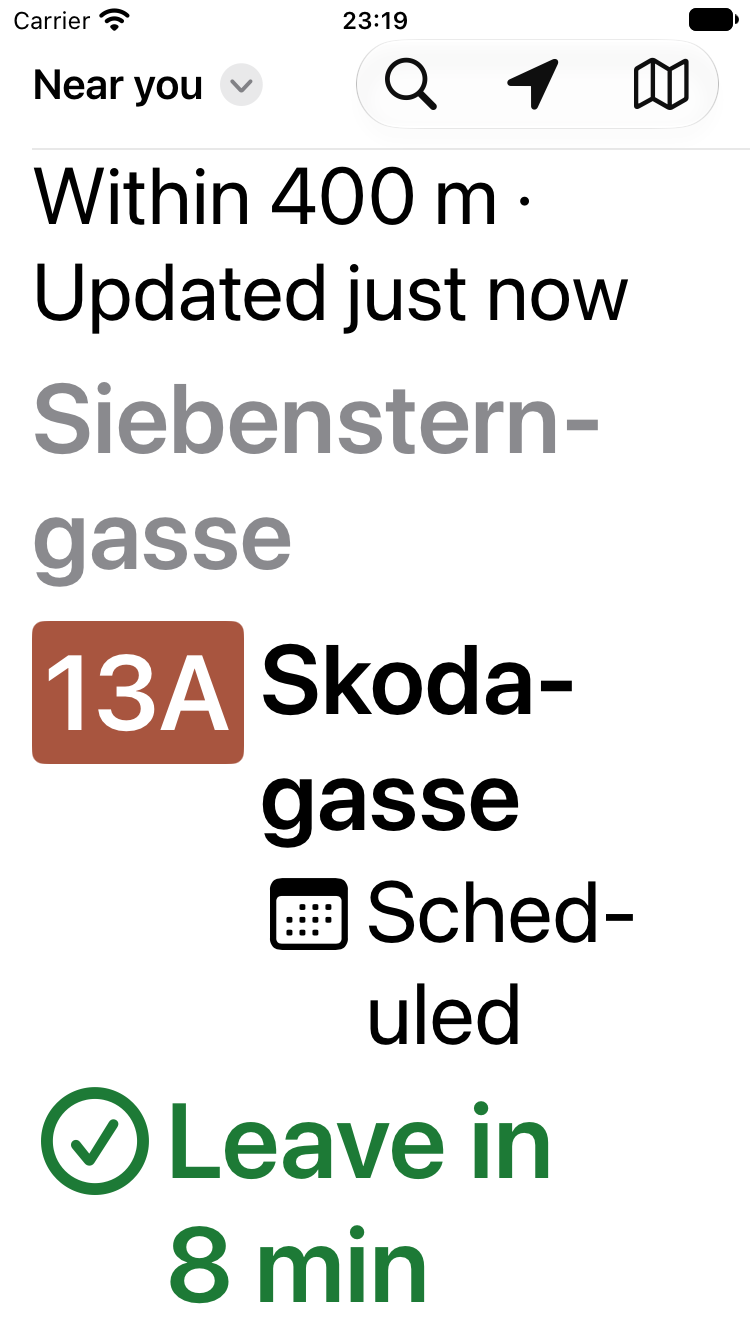 Carrier 23:19
Near you
Within 400 m ·
Updated just now
Siebenstern-
gasse
13A Skoda-
gasse
Sched-
uled
Leave in
8 min